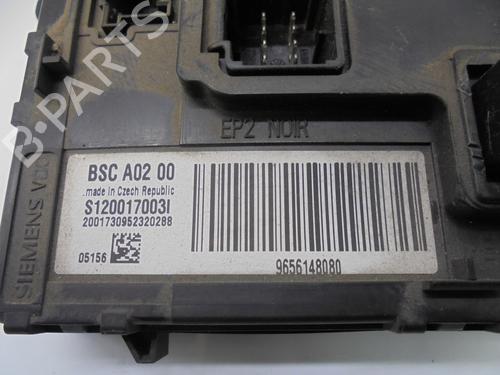 B-PARTS
EP2 NOIR
SIEMENS VDO
BSC A02 00
made in Czech Republic
S120017003I
2001730952320288
05156
9656148080